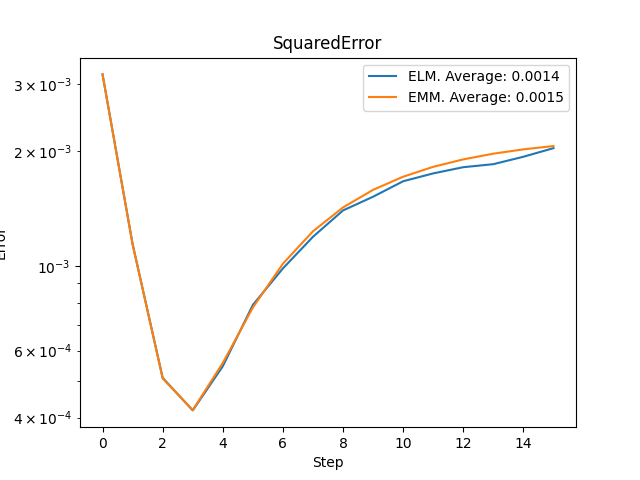 SquaredError
ELM. Average: 0.0014
EMM. Average: 0.0015
3 × 10⁻³
2 × 10⁻³
10⁻³
6 × 10⁻⁴
4 × 10⁻⁴
Error
0 2 4 6 8 10 12 14
Step